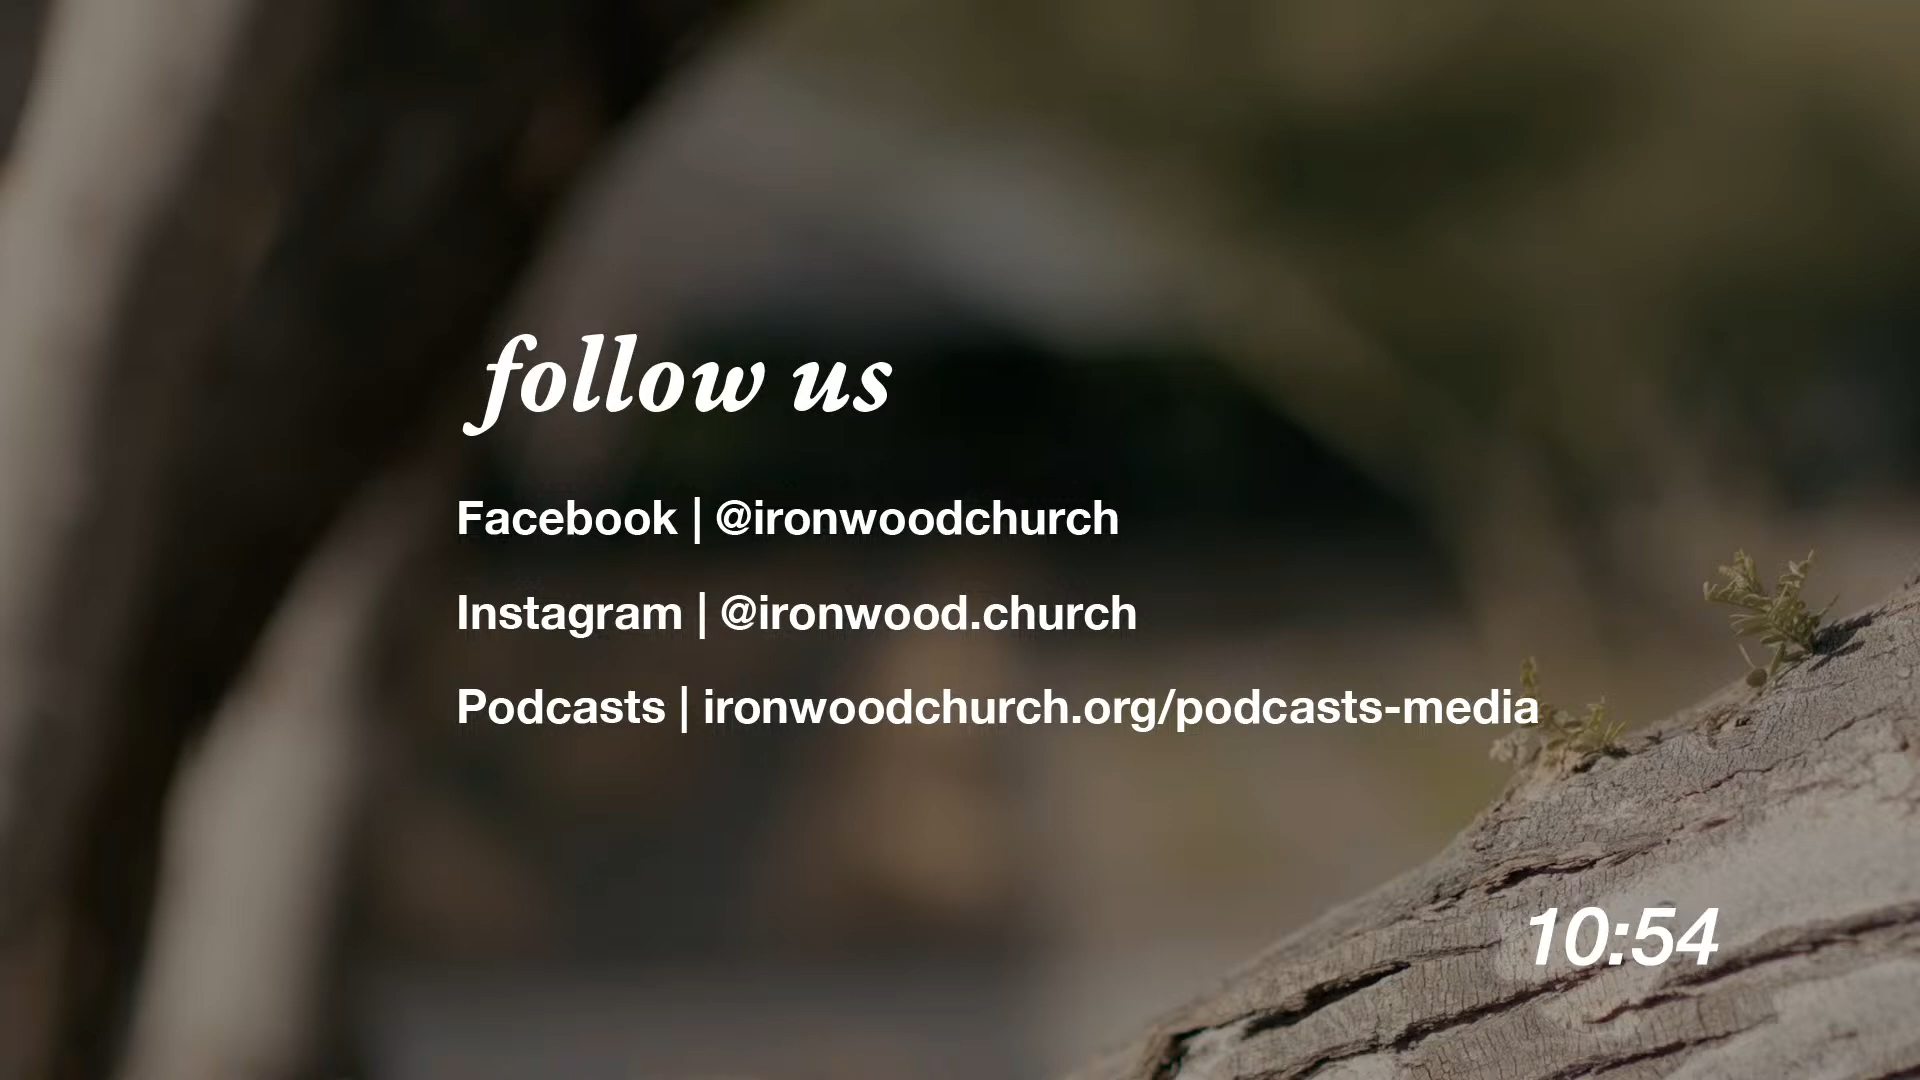 follow us
Facebook | @ironwoodchurch
Instagram | @ironwood.church
Podcasts | ironwoodchurch.org/podcasts-media
10:54